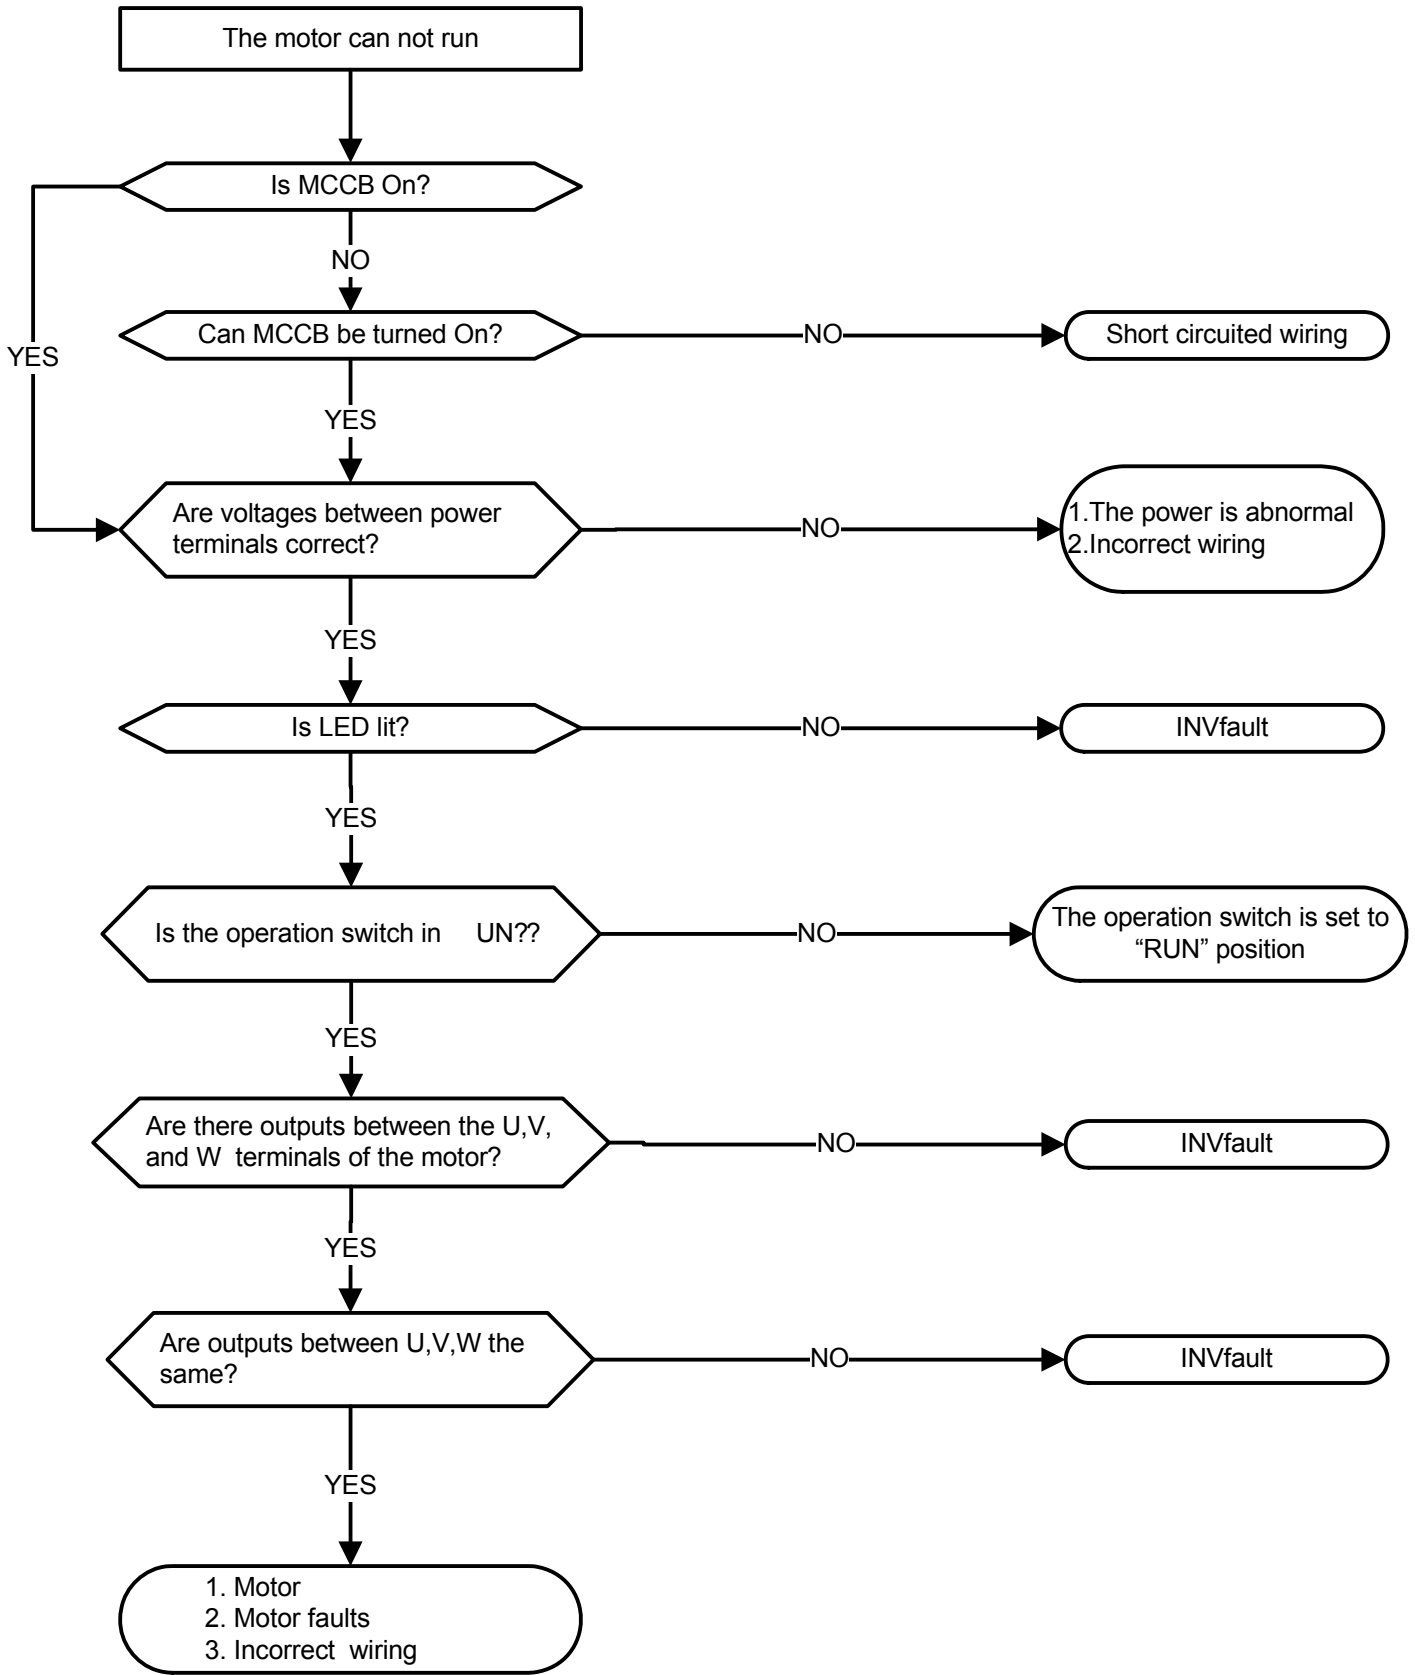 The motor can not run
Is MCCB On?
NO
YES
Can MCCB be turned On?
NO
Short circuited wiring
YES
Are voltages between power
terminals correct?
NO
1.The power is abnormal
2.Incorrect wiring
YES
Is LED lit?
NO
INVfault
YES
Is the operation switch in UN??
NO
The operation switch is set to
“RUN” position
YES
Are there outputs between the U,V,
and W terminals of the motor?
NO
INVfault
YES
Are outputs between U,V,W the
same?
NO
INVfault
YES
1. Motor
2. Motor faults
3. Incorrect wiring